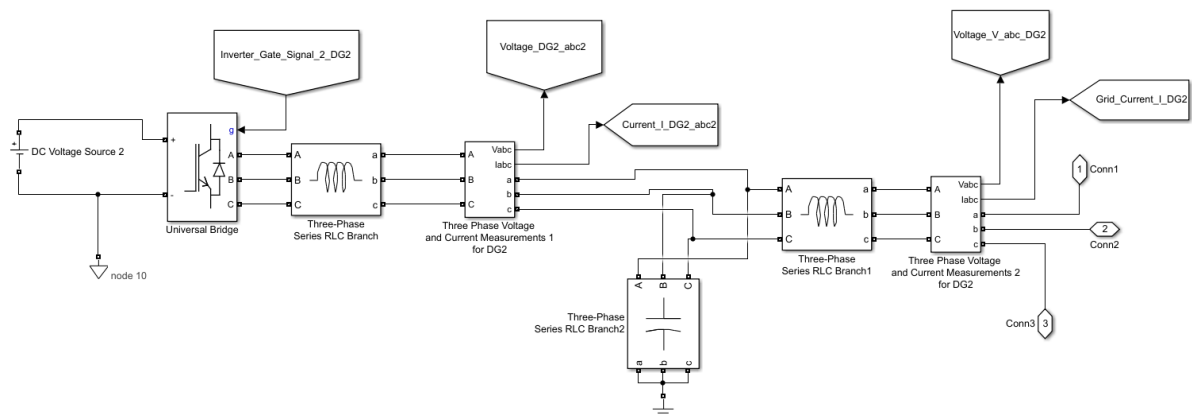 Inverter_Gate_Signal_2_DG2
Voltage_DG2_abc2
Voltage_V_abc_DG2
Current_I_DG2_abc2
Grid_Current_I_DG2
+
DC Voltage Source 2
+
-
g
A
B
C
Universal Bridge
node 10
A
B
C
a
b
c
Three-Phase
Series RLC Branch
A
B
C
Vabc
Iabc
a
b
c
Three Phase Voltage
and Current Measurements 1
for DG2
A
B
C
a
b
c
Three-Phase
Series RLC Branch2
A
B
C
a
b
c
Three-Phase
Series RLC Branch1
A
B
C
Vabc
Iabc
a
b
c
Three Phase Voltage
and Current Measurements 2
for DG2
1
Conn1
2
Conn2
Conn3
3